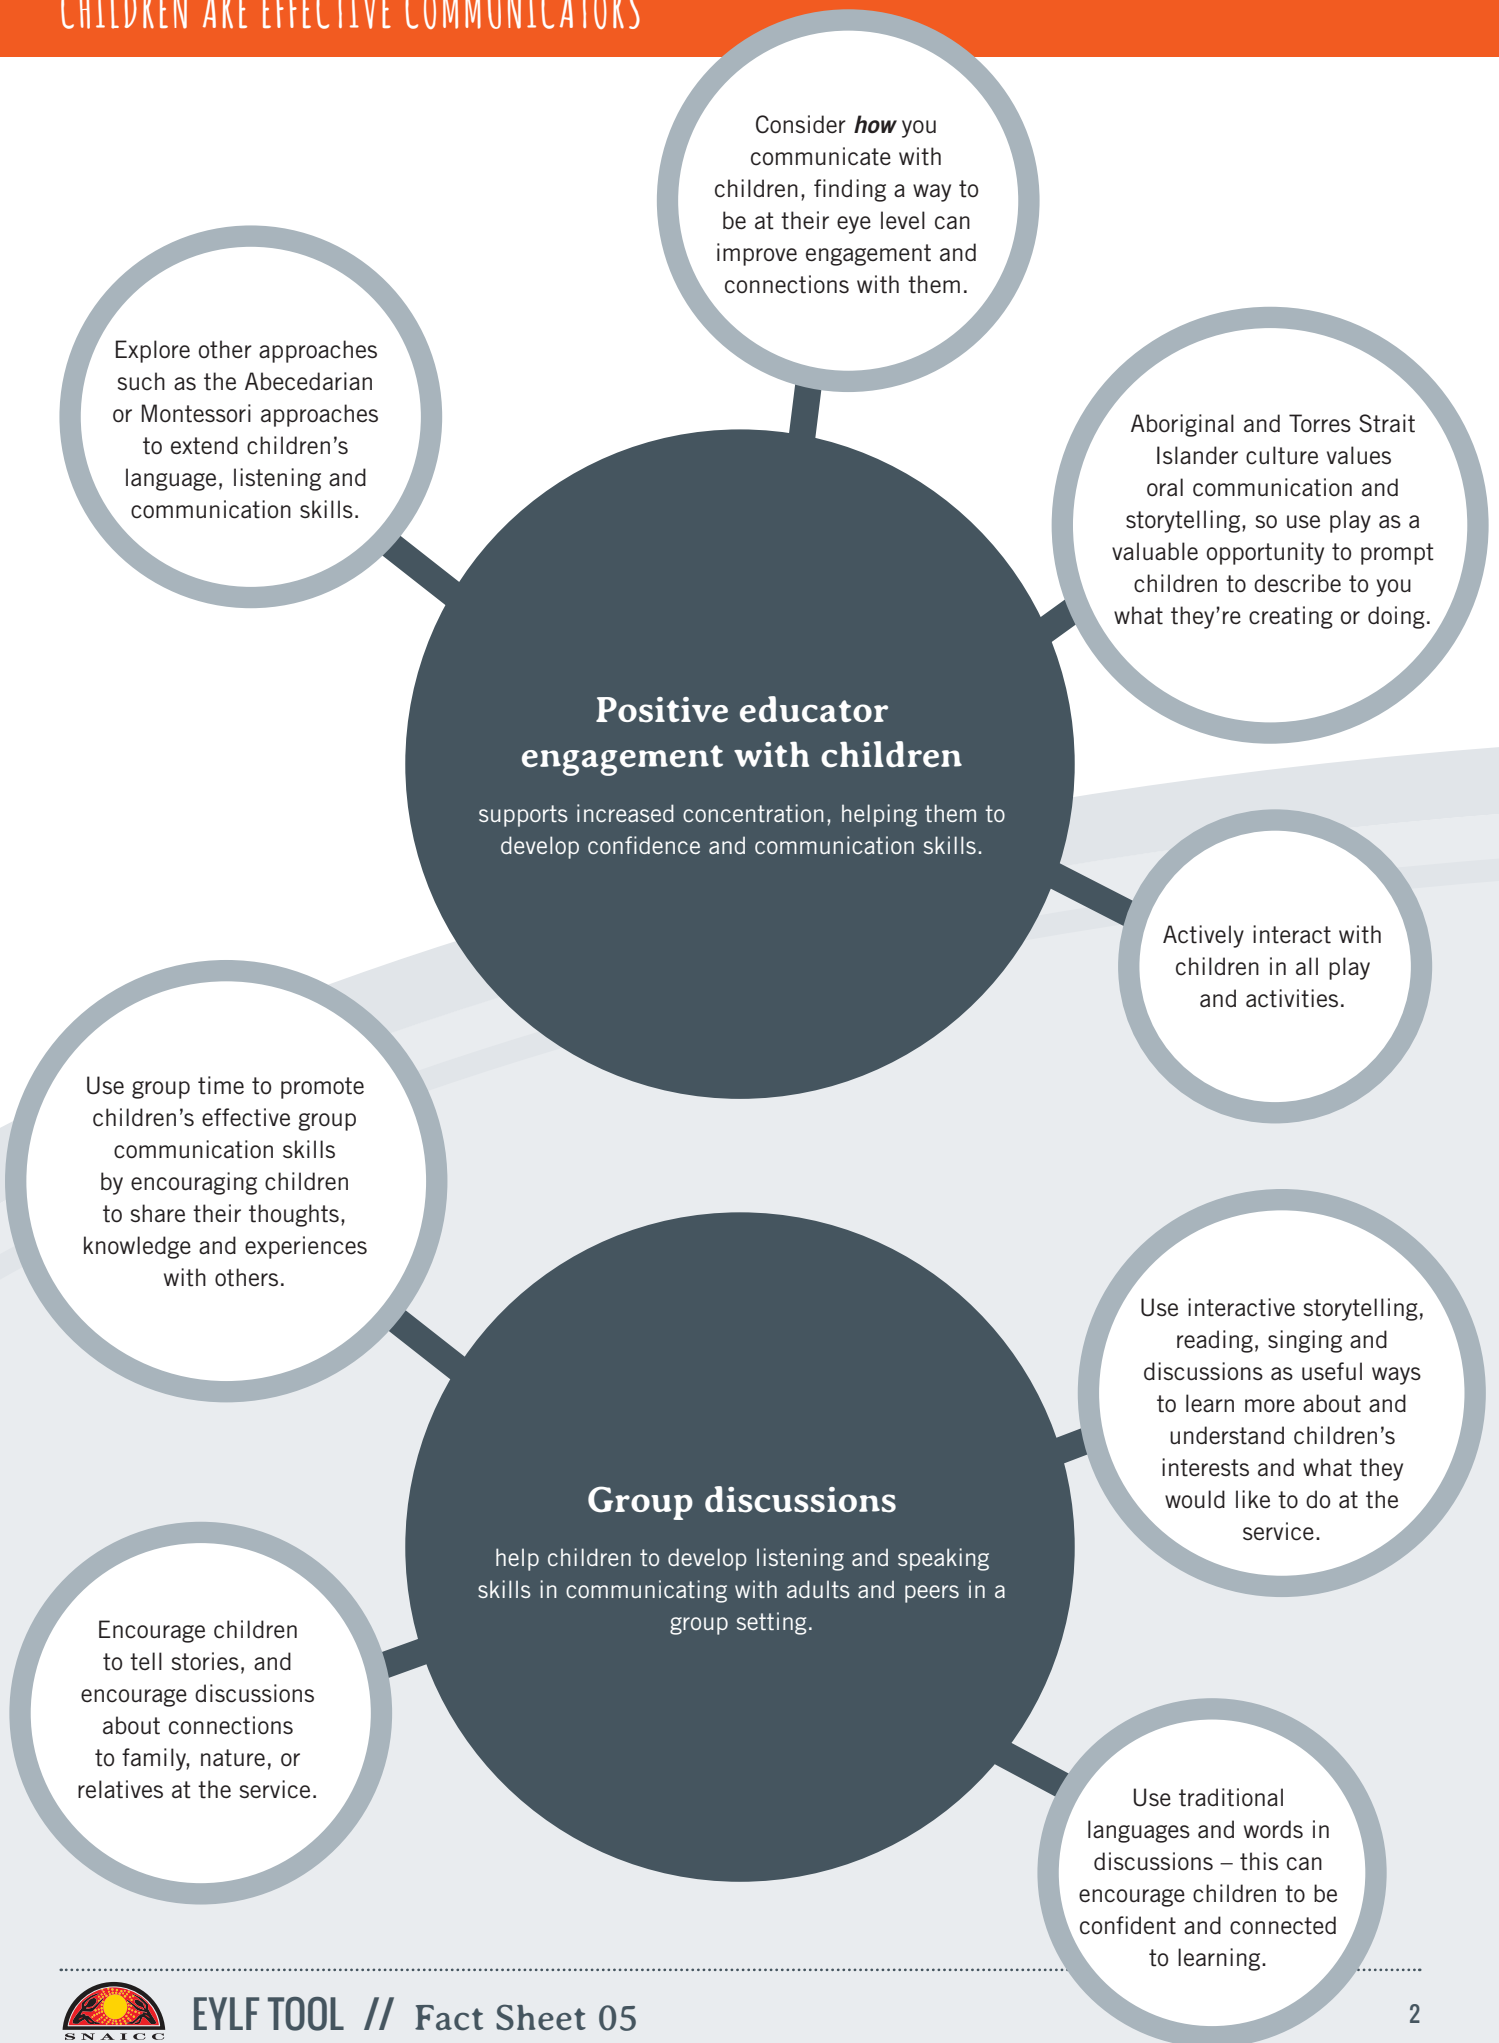 CHILDREN ARE EFFECTIVE COMMUNICATORS
Consider how you
communicate with
children, finding a way to
be at their eye level can
improve engagement and
connections with them.
Explore other approaches
such as the Abecedarian
or Montessori approaches
to extend children’s
language, listening and
communication skills.
Aboriginal and Torres Strait
Islander culture values
oral communication and
storytelling, so use play as a
valuable opportunity to prompt
children to describe to you
what they’re creating or doing.
Positive educator
engagement with children
supports increased concentration, helping them to
develop confidence and communication skills.
Actively interact with
children in all play
and activities.
Use group time to promote
children’s effective group
communication skills
by encouraging children
to share their thoughts,
knowledge and experiences
with others.
Use interactive storytelling,
reading, singing and
discussions as useful ways
to learn more about and
understand children’s
interests and what they
would like to do at the
service.
Group discussions
help children to develop listening and speaking
skills in communicating with adults and peers in a
group setting.
Encourage children
to tell stories, and
encourage discussions
about connections
to family, nature, or
relatives at the service.
Use traditional
languages and words in
discussions – this can
encourage children to be
confident and connected
to learning.
SNAICC
EYLF TOOL // Fact Sheet 05
2